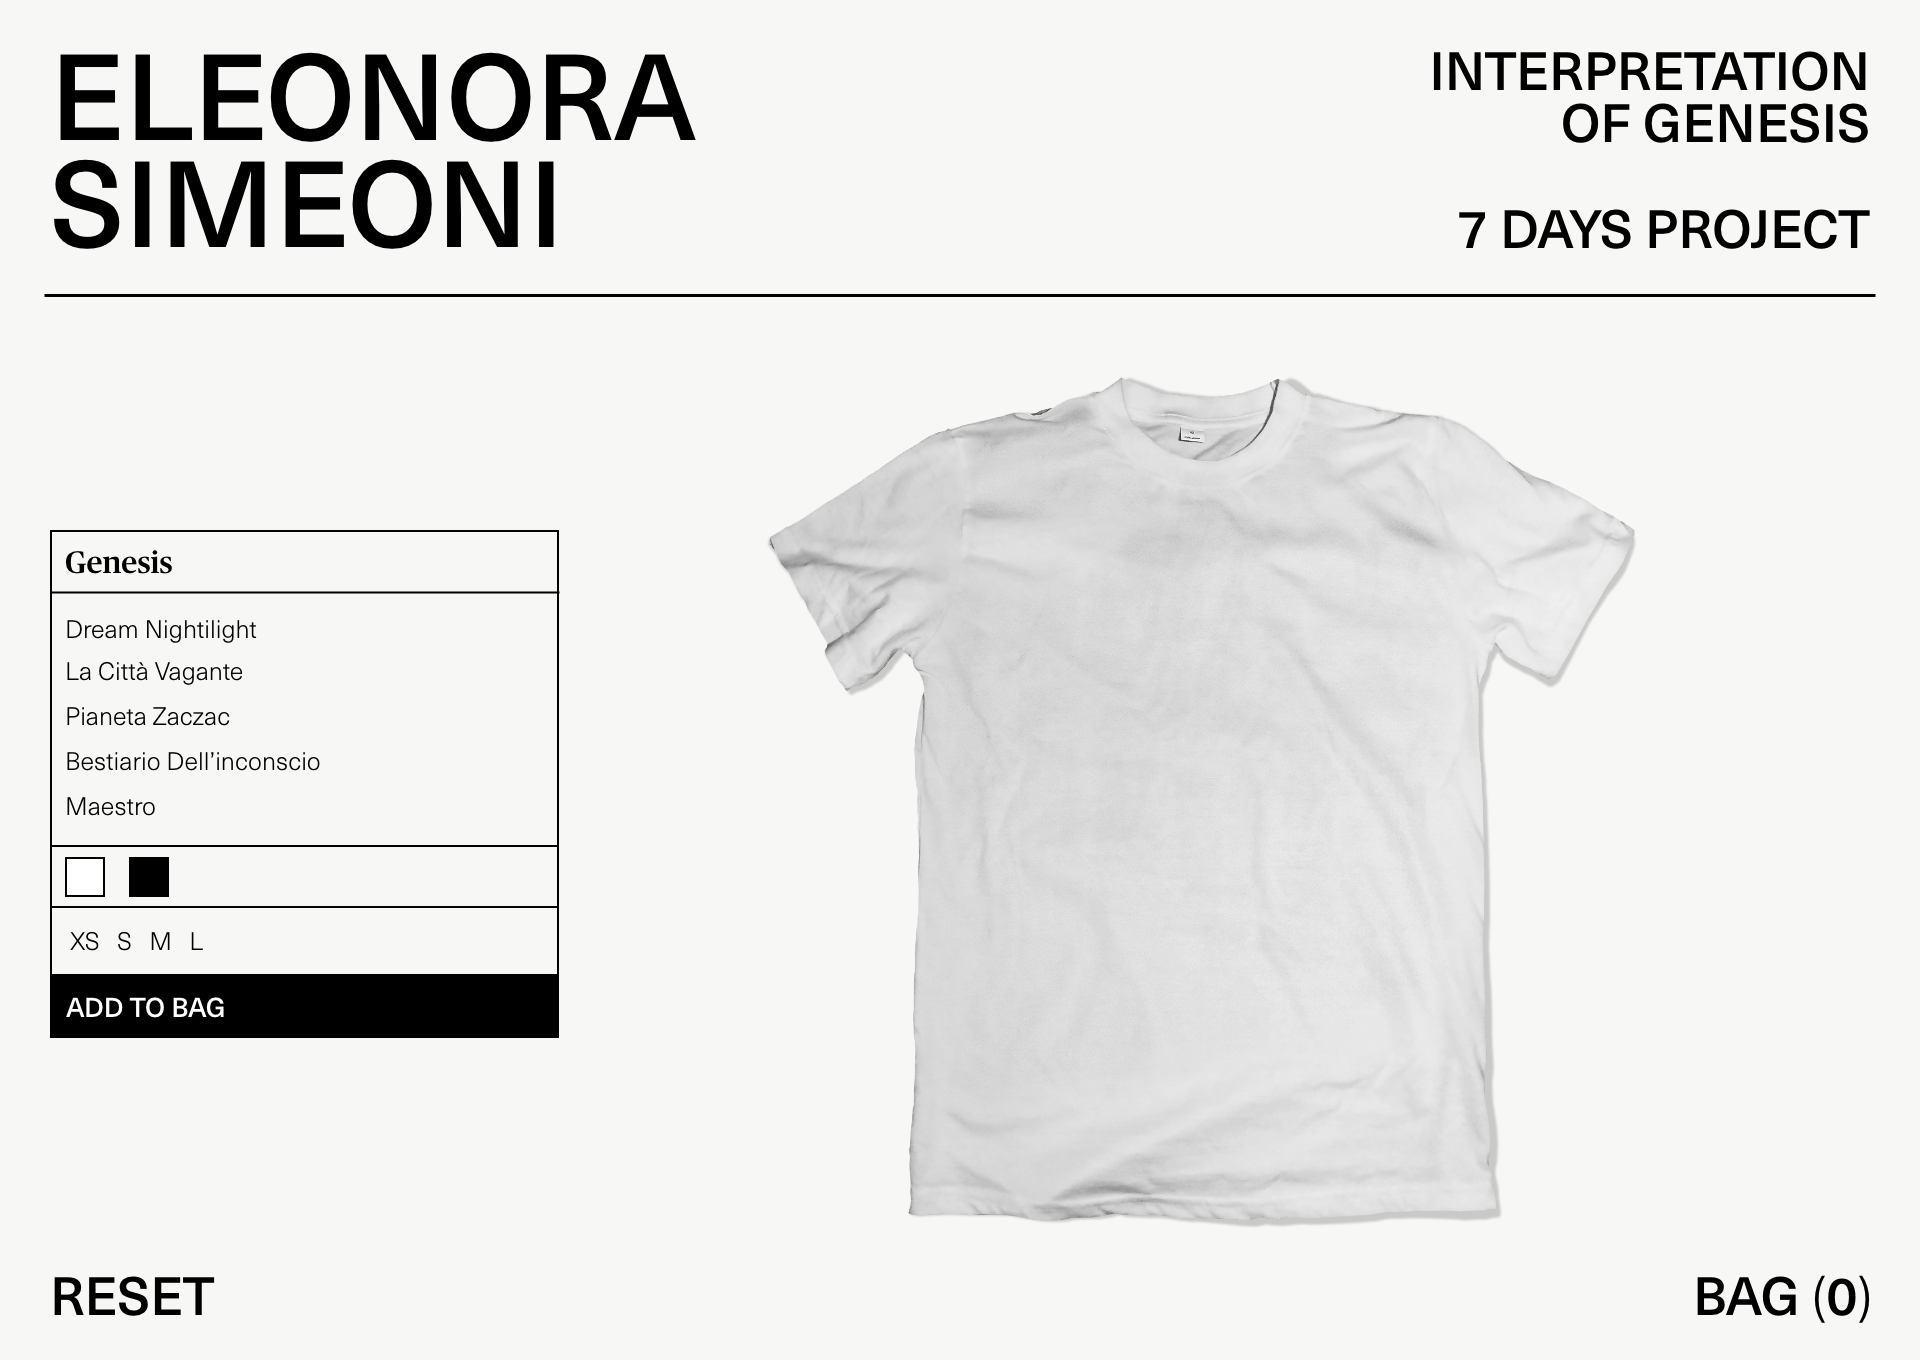 ELEONORA
SIMEONI
INTERPRETATION
OF GENESIS
7 DAYS PROJECT
Genesis
Dream Nightilight
La Città Vagante
Pianeta Zaczac
Bestiario Dell’inconscio
Maestro
XS S M L
ADD TO BAG
RESET
BAG (0)